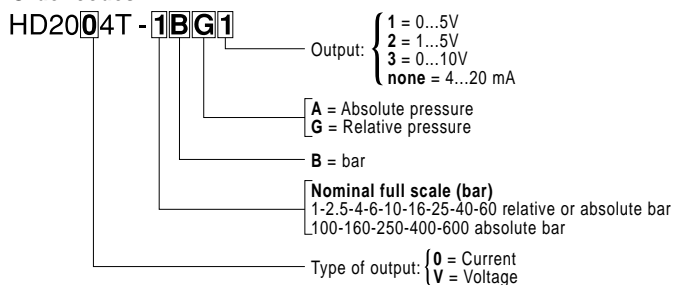 HD2004T - 1BG1
Output:
1 = 0...5V
2 = 1...5V
3 = 0...10V
none = 4...20 mA
A = Absolute pressure
G = Relative pressure
B = bar
Nominal full scale (bar)
1-2.5-4-6-10-16-25-40-60 relative or absolute bar
100-160-250-400-600 absolute bar
Type of output:
0 = Current
V = Voltage